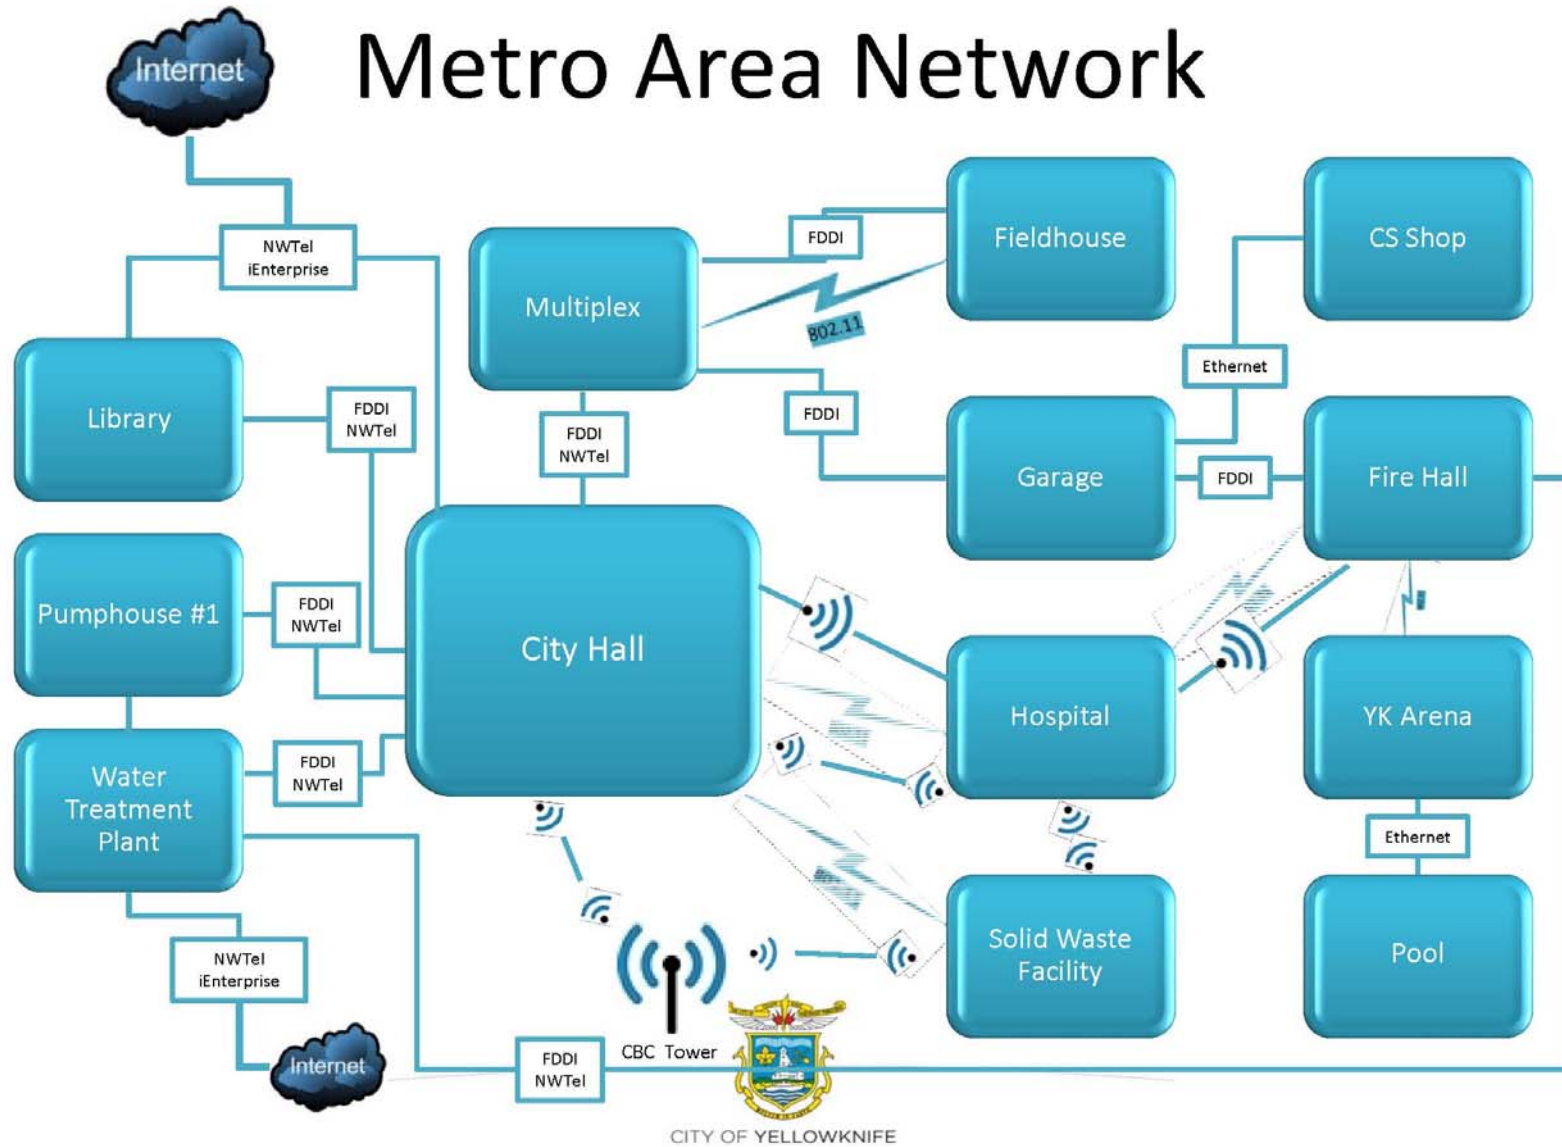 Metro Area Network
Internet
NWTel
iEnterprise
FDDI
Fieldhouse
CS Shop
Multiplex
802.11
Ethernet
Library
FDDI
NWTel
FDDI
NWTel
FDDI
Garage
FDDI
Fire Hall
Pumphouse #1
FDDI
NWTel
City Hall
Hospital
YK Arena
Water
Treatment
Plant
FDDI
NWTel
Ethernet
NWTel
iEnterprise
Solid Waste
Facility
Pool
Internet
FDDI
NWTel
CBC Tower
CITY OF YELLOWKNIFE